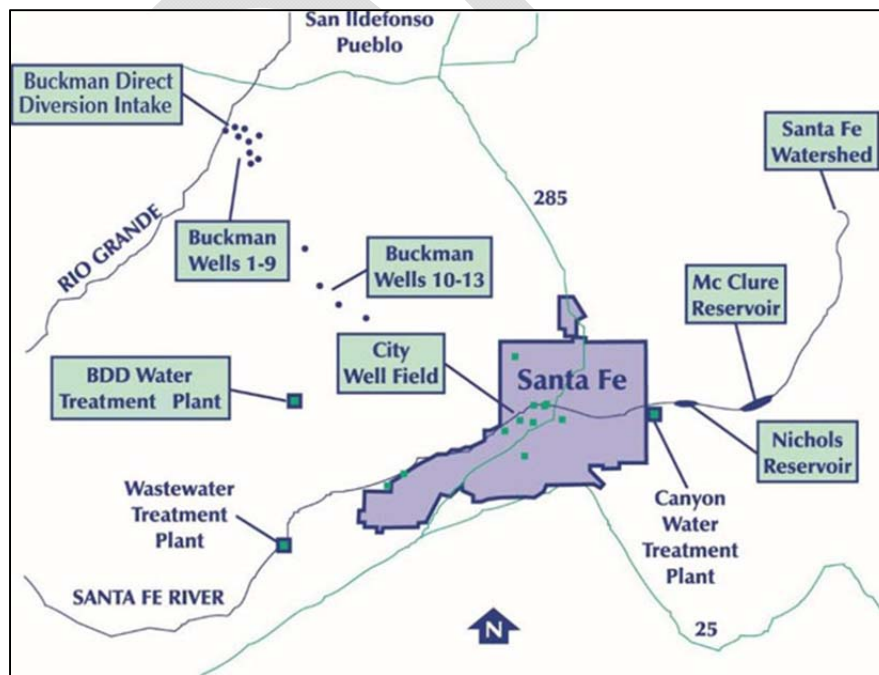 San Ildefonso
Pueblo
Buckman Direct
Diversion Intake
Santa Fe
Watershed
285
RIO GRANDE
Buckman
Wells 1-9
Buckman
Wells 10-13
Mc Clure
Reservoir
City
Well Field
Santa Fe
BDD Water
Treatment Plant
Nichols
Reservoir
Wastewater
Treatment
Plant
Canyon
Water
Treatment
Plant
SANTA FE RIVER
N
25